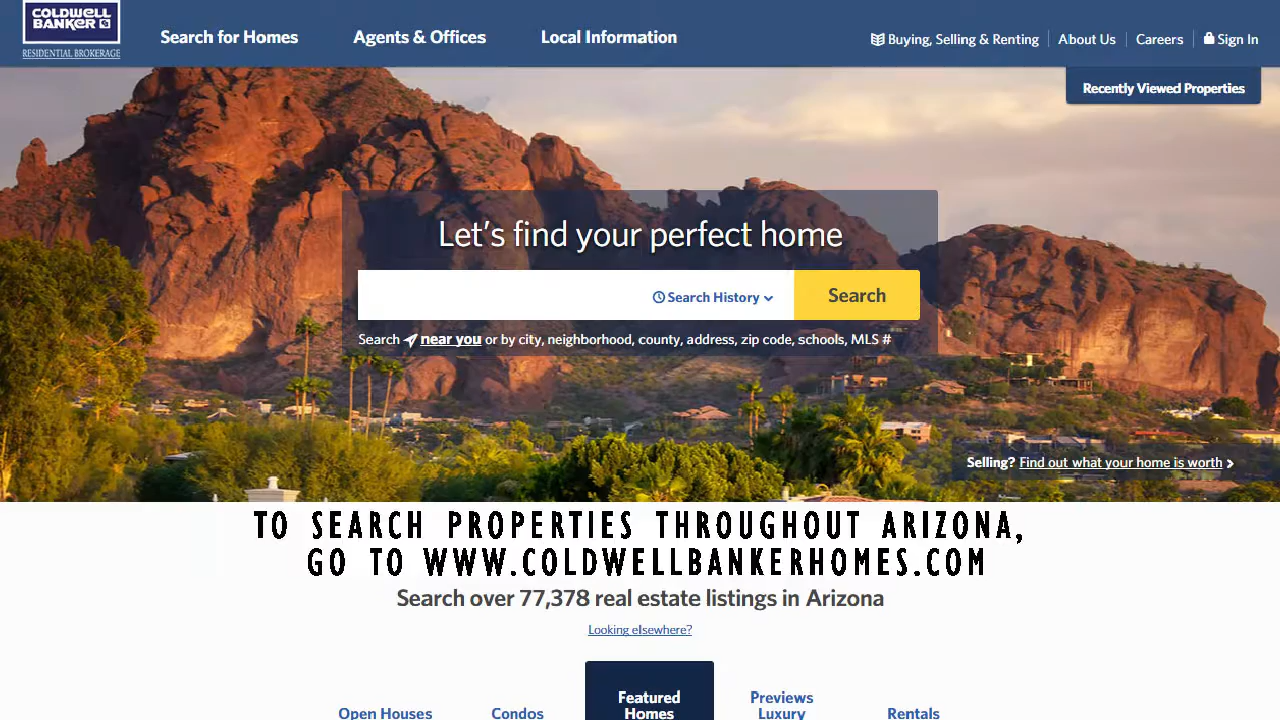 COLDWELL
BANKER
RESIDENTIAL BROKERAGE
Search for Homes
Agents & Offices
Local Information
Buying, Selling & Renting
About Us
Careers
Sign In
Recently Viewed Properties
Let's find your perfect home
Search History
Search
Search near you or by city, neighborhood, county, address, zip code, schools, MLS #
Selling? Find out what your home is worth
TO SEARCH PROPERTIES THROUGHOUT ARIZONA,
GO TO WWW.COLDWELLBANKERHOMES.COM
Search over 77,378 real estate listings in Arizona
Looking elsewhere?
Open Houses
Condos
Featured
Homes
Previews
Luxury
Rentals